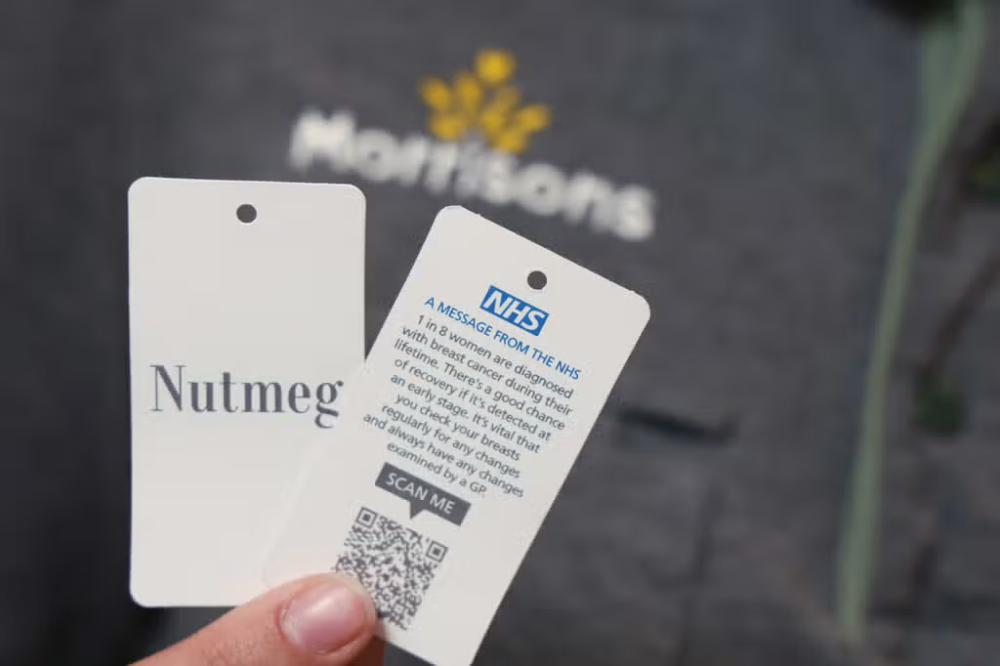 Morrisons
Nutmeg
NHS
A MESSAGE FROM THE NHS
1 in 8 women are diagnosed
with breast cancer during their
lifetime. There's a good chance
of recovery if it's detected at
an early stage. It's vital that
you check your breasts
regularly for any changes
and always have any changes
examined by a GP.
SCAN ME